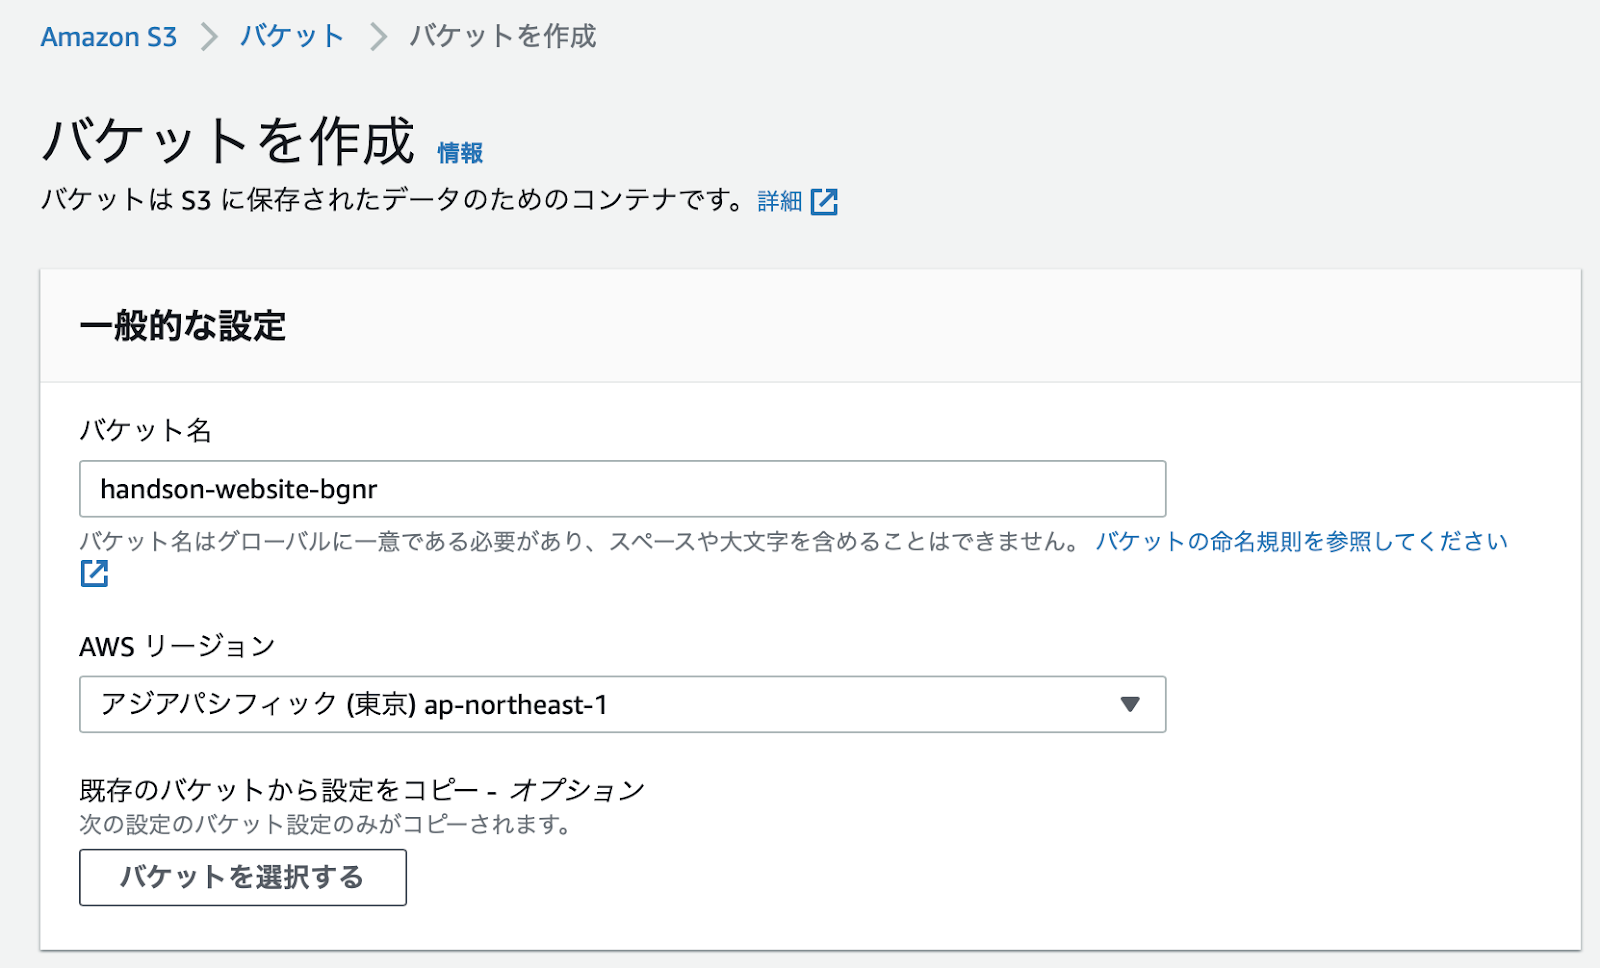 Amazon S3 > バケット > バケットを作成
バケットを作成 情報
バケットは S3 に保存されたデータのためのコンテナです。 詳細
一般的な設定
バケット名
handson-website-bgnr
バケット名はグローバルに一意である必要があり、スペースや大文字を含めることはできません。 バケットの命名規則を参照してください
AWS リージョン
アジアパシフィック (東京) ap-northeast-1
既存のバケットから設定をコピー - オプション
次の設定のバケット設定のみがコピーされます。
バケットを選択する